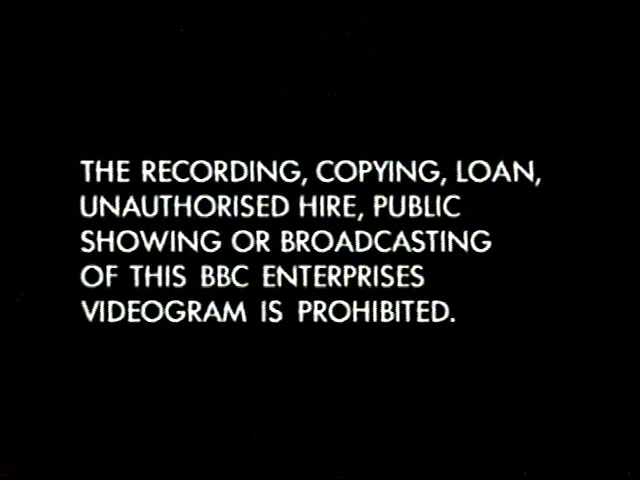 THE RECORDING, COPYING, LOAN,
UNAUTHORISED HIRE, PUBLIC
SHOWING OR BROADCASTING
OF THIS BBC ENTERPRISES
VIDEOGRAM IS PROHIBITED.